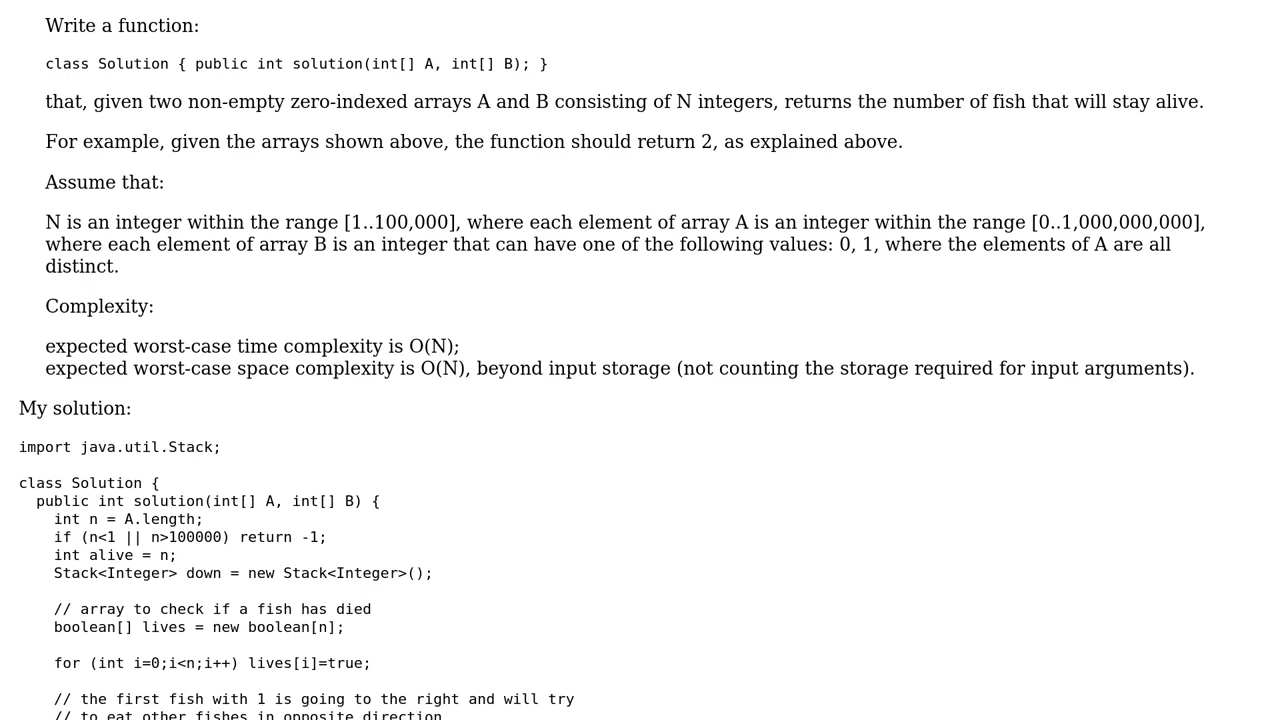 Write a function:
class Solution { public int solution(int[] A, int[] B); }
that, given two non-empty zero-indexed arrays A and B consisting of N integers, returns the number of fish that will stay alive.
For example, given the arrays shown above, the function should return 2, as explained above.
Assume that:
N is an integer within the range [1..100,000], where each element of array A is an integer within the range [0..1,000,000,000],
where each element of array B is an integer that can have one of the following values: 0, 1, where the elements of A are all
distinct.
Complexity:
expected worst-case time complexity is O(N);
expected worst-case space complexity is O(N), beyond input storage (not counting the storage required for input arguments).
My solution:
import java.util.Stack;
class Solution {
  public int solution(int[] A, int[] B) {
    int n = A.length;
    if (n<1 || n>100000) return -1;
    int alive = n;
    Stack<Integer> down = new Stack<Integer>();
    // array to check if a fish has died
    boolean[] lives = new boolean[n];
    for (int i=0;i<n;i++) lives[i]=true;
    // the first fish with 1 is going to the right and will try
    // to eat other fishes in opposite direction